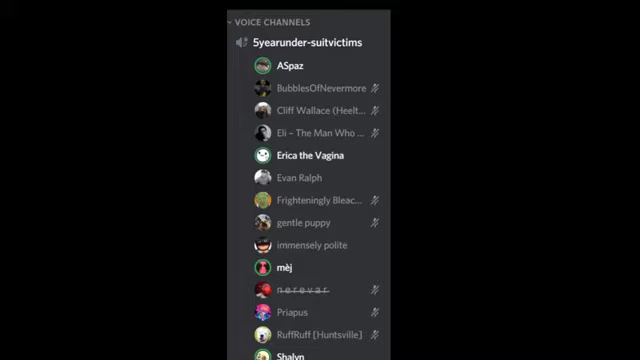 VOICE CHANNELS
5yearunder-suitvictims
ASpaz
BubblesOfNevermore
Cliff Wallace (Heelt...
Eli – The Man Who ...
Erica the Vagina
Evan Ralph
Frighteningly Bleac...
gentle puppy
immensely polite
mèj
n e r e v a r
Priapus
RuffRuff [Huntsville]
Shalyn